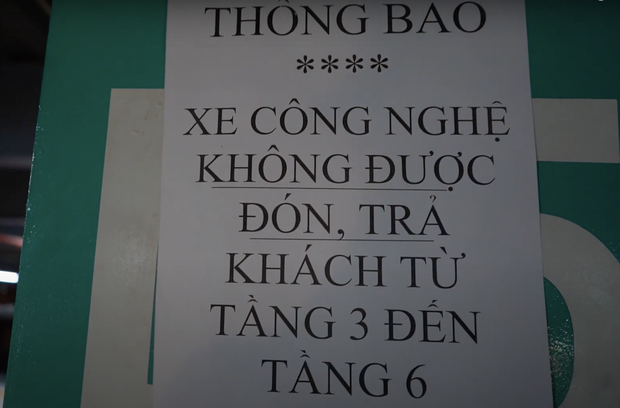 THÔNG BÁO
****
XE CÔNG NGHỆ
KHÔNG ĐƯỢC
ĐÓN, TRẢ
KHÁCH TỪ
TẦNG 3 ĐẾN
TẦNG 6